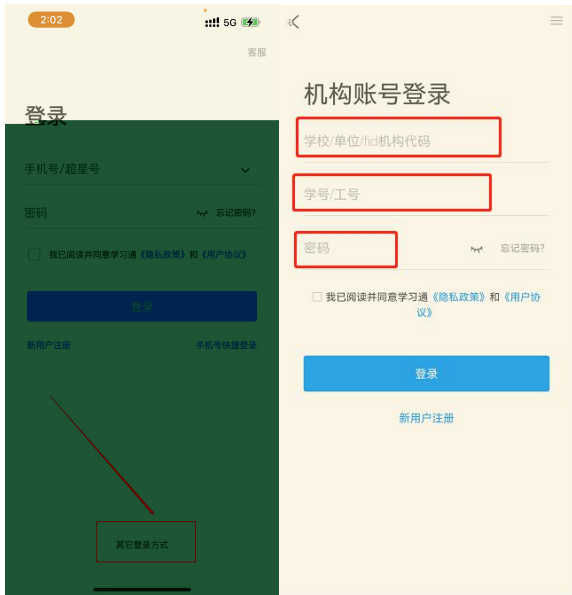 2:02
5G
客服
登录
手机号/超星号
密码
忘记密码?
我已阅读并同意学习通《隐私政策》和《用户协议》
登录
新用户注册
手机号快捷登录
其它登录方式
机构账号登录
学校/单位/fid机构代码
学号/工号
密码
忘记密码?
我已阅读并同意学习通《隐私政策》和《用户协
议》
登录
新用户注册